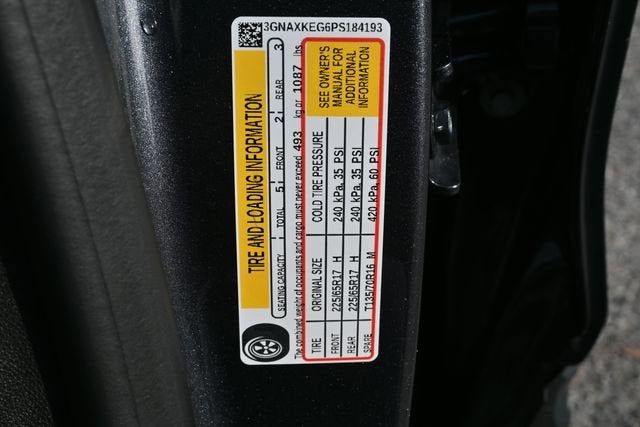 3GNAXKEG6PS184193
TIRE AND LOADING INFORMATION
SEATING CAPACITY TOTAL 5 FRONT 2 REAR 3
The combined weight of occupants and cargo must never exceed 493 kg or 1087 lbs.
TIRE ORIGINAL SIZE COLD TIRE PRESSURE
FRONT 225/65R17 H 240 kPa, 35 PSI
REAR 225/65R17 H 240 kPa, 35 PSI
SPARE T135/70R16 M 420 kPa, 60 PSI
SEE OWNER'S
MANUAL FOR
ADDITIONAL
INFORMATION